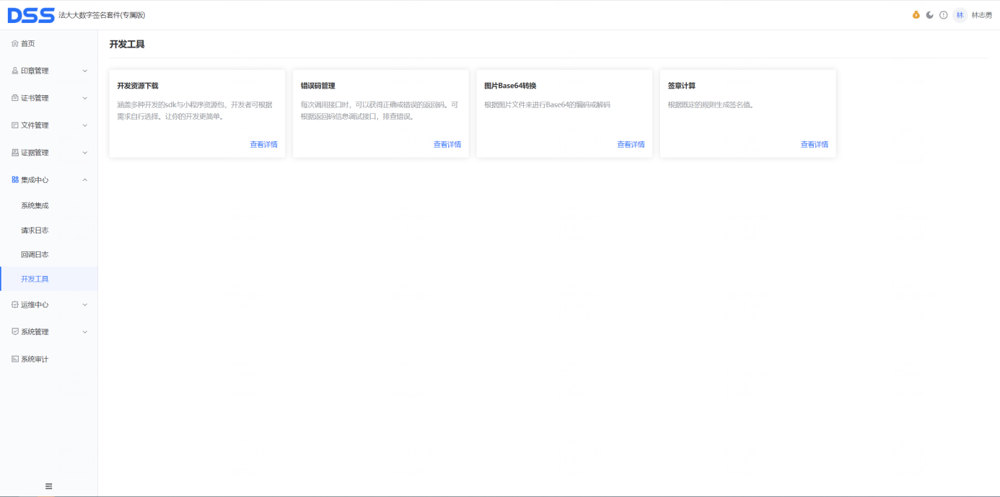 DSS 法大大数字签名套件(专属版)
林 林志勇
首页
印章管理
证书管理
文件管理
证据管理
集成中心
系统集成
请求日志
回调日志
开发工具
运维中心
系统管理
系统审计
开发工具
开发资源下载
涵盖多种开发的sdk与小程序资源包，开发者可根据
需求自行选择。让你的开发更简单。
查看详情
错误码管理
每次调用接口时，可以获得正确或错误的返回码。可
根据返回码信息调试接口，排查错误。
查看详情
图片Base64转换
根据图片文件来进行Base64的编码或解码
查看详情
签章计算
根据既定的规则生成签名值。
查看详情